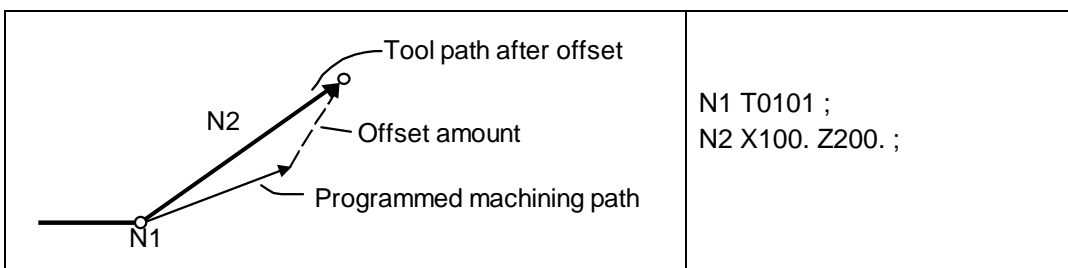 Tool path after offset
N2
Offset amount
Programmed machining path
N1
N1 T0101 ;
N2 X100. Z200. ;